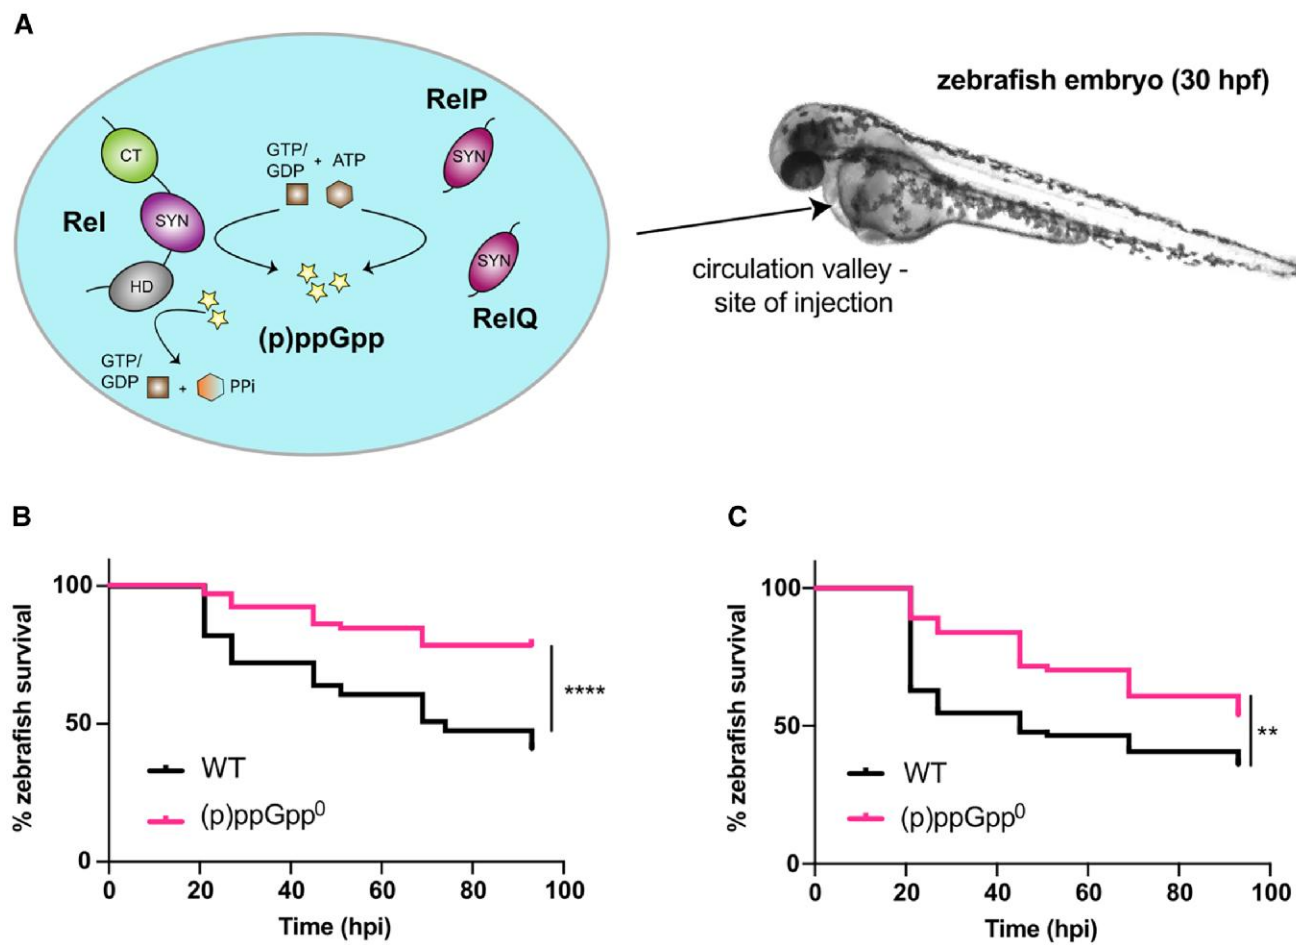 A
RelP
SYN
CT
GTP/
GDP + ATP
Rel
SYN
HD
SYN
RelQ
(p)ppGpp
GTP/
GDP + PPi
zebrafish embryo (30 hpf)
circulation valley -
site of injection
B
% zebrafish survival
100
50
0
0 20 40 60 80 100
Time (hpi)
WT
(p)ppGpp⁰
****
C
% zebrafish survival
100
50
0
0 20 40 60 80 100
Time (hpi)
WT
(p)ppGpp⁰
**